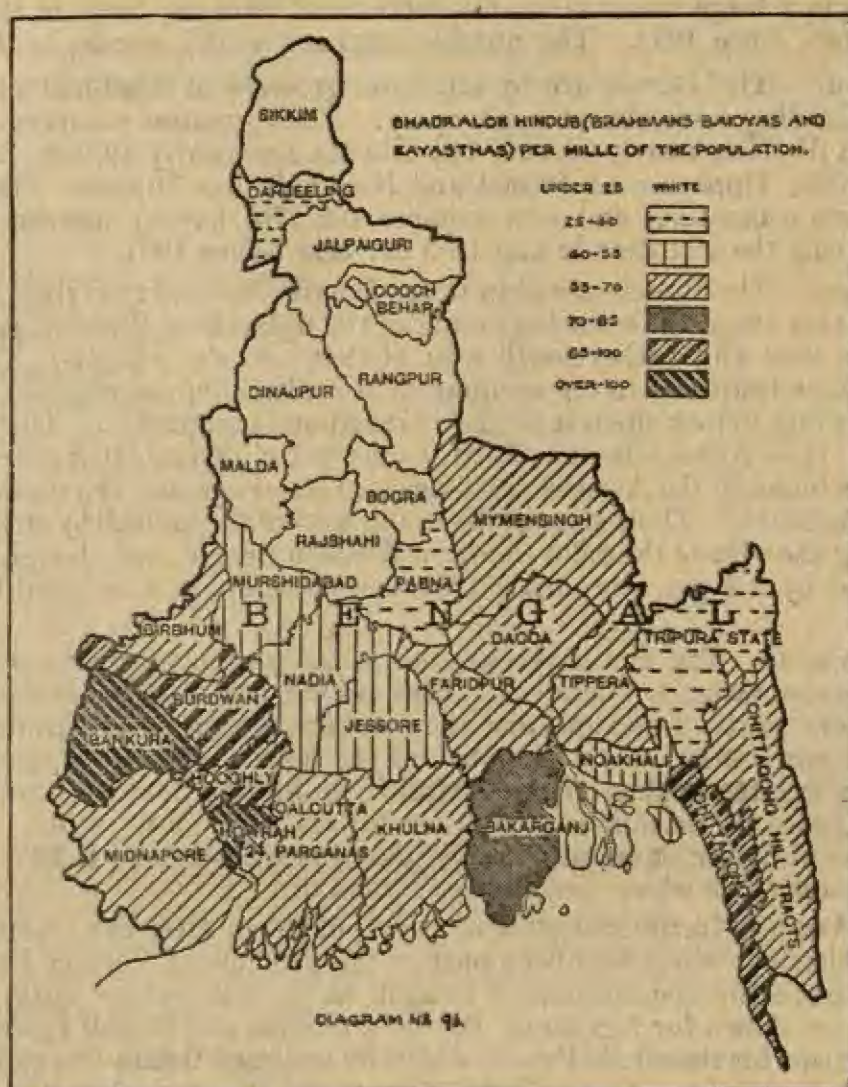 SIKKIM
BHADRALOK HINDUS (BRAHMANS BAIDYAS AND
KAYASTHAS) PER MILLE OF THE POPULATION.
UNDER 25 WHITE
25-40
40-55
55-70
70-85
85-100
OVER-100
DARJEELING
JALPAIGURI
COOCH
BEHAR
DINAJPUR
RANGPUR
MALDA
BOGRA
MYMENSINGH
RAJSHAHI
PABNA
MURSHIDABAD
BENGAL
BIRBHUM
DACCA
TRIPURA STATE
NADIA
FARIDPUR
TIPPERA
BURDWAN
JESSORE
BANKURA
NOAKHALI
HOOGHLY
CALCUTTA
HOWRAH
24, PARGANAS
KHULNA
BAKARGANJ
MIDNAPORE
CHITTAGONG
CHITTAGONG HILL TRACTS
DIAGRAM NO 93.